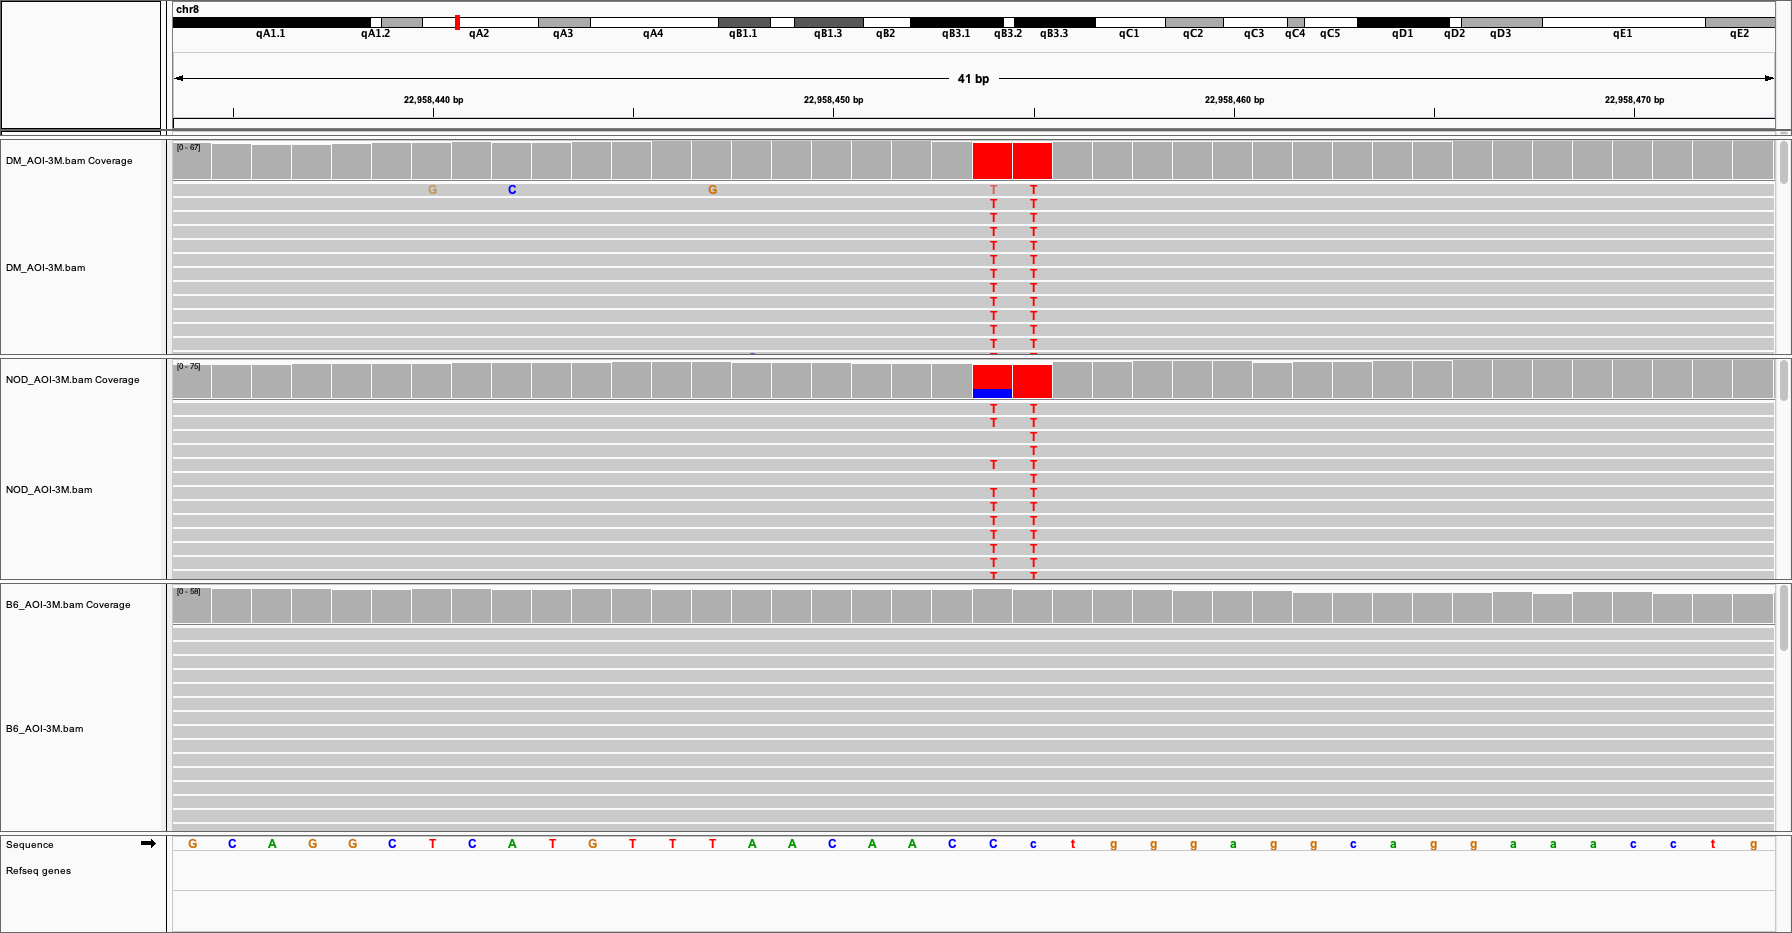 chr8
qA1.1 qA1.2 qA2 qA3 qA4 qB1.1 qB1.3 qB2 qB3.1 qB3.2 qB3.3 qC1 qC2 qC3 qC4 qC5 qD1 qD2 qD3 qE1 qE2
41 bp
22,958,440 bp 22,958,450 bp 22,958,460 bp 22,958,470 bp
[0 - 67]
DM_AOI-3M.bam Coverage
G C G T T
T T
T T
T T
T T
T T
DM_AOI-3M.bam
T T
T T
T T
T T
T T
T T
[0 - 75]
NOD_AOI-3M.bam Coverage
T T
T T
T
T
T T
T
NOD_AOI-3M.bam
T T
T T
T T
T T
T T
T T
T T
[0 - 58]
B6_AOI-3M.bam Coverage
B6_AOI-3M.bam
Sequence G C A G G C T C A T G T T T A A C A A C C c t g g g a g g c a g g a a a c c t g
Refseq genes